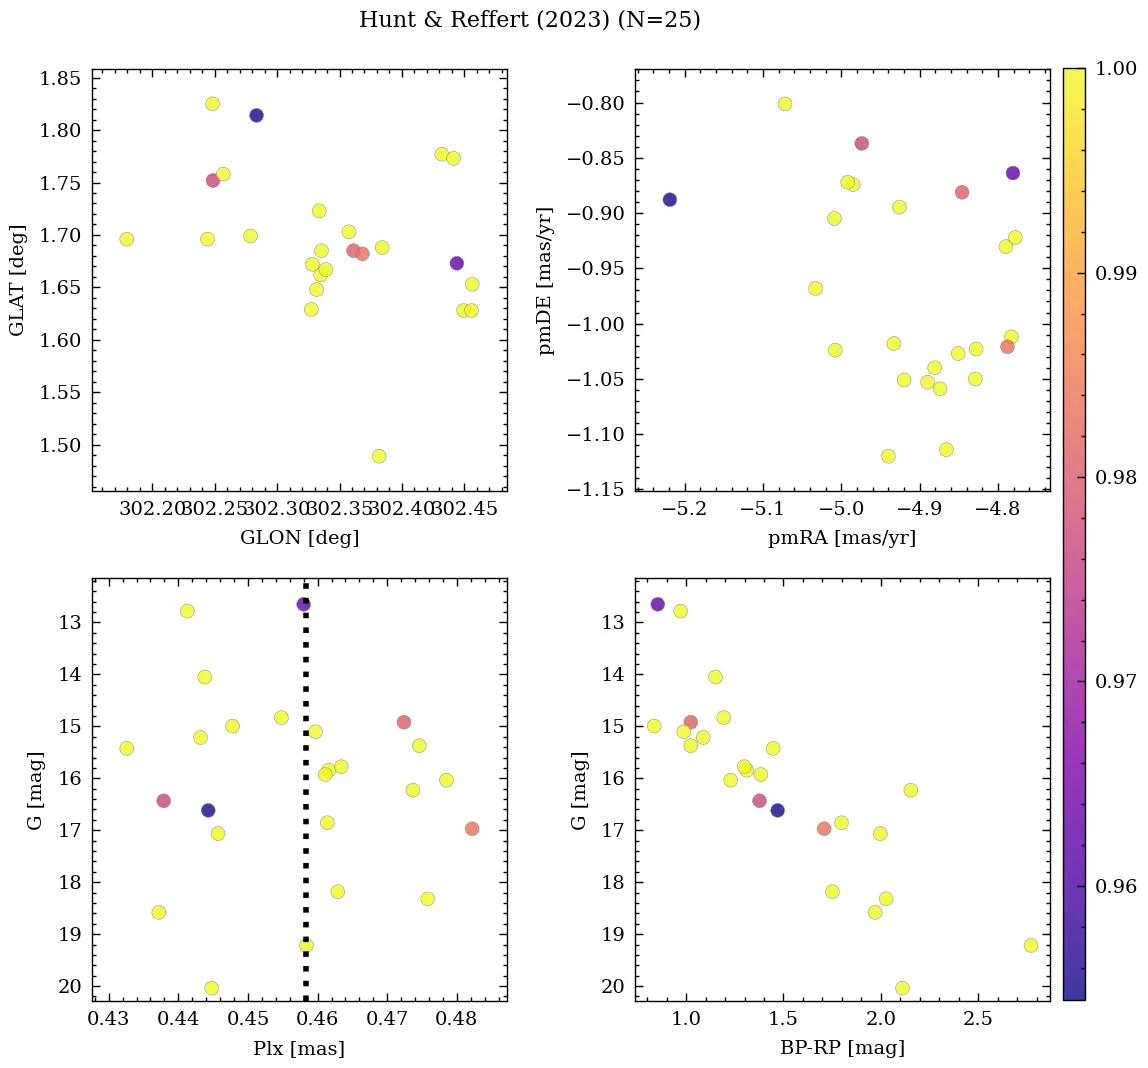 Hunt & Reffert (2023) (N=25)
1.85
1.80
1.75
1.70
1.65
1.60
1.55
1.50
GLAT [deg]
302.20 302.25 302.30 302.35 302.40 302.45
GLON [deg]
−0.80
−0.85
−0.90
−0.95
−1.00
−1.05
−1.10
−1.15
pmDE [mas/yr]
−5.2 −5.1 −5.0 −4.9 −4.8
pmRA [mas/yr]
13
14
15
16
17
18
19
20
G [mag]
0.43 0.44 0.45 0.46 0.47 0.48
Plx [mas]
13
14
15
16
17
18
19
20
G [mag]
1.0 1.5 2.0 2.5
BP-RP [mag]
1.00
0.99
0.98
0.97
0.96